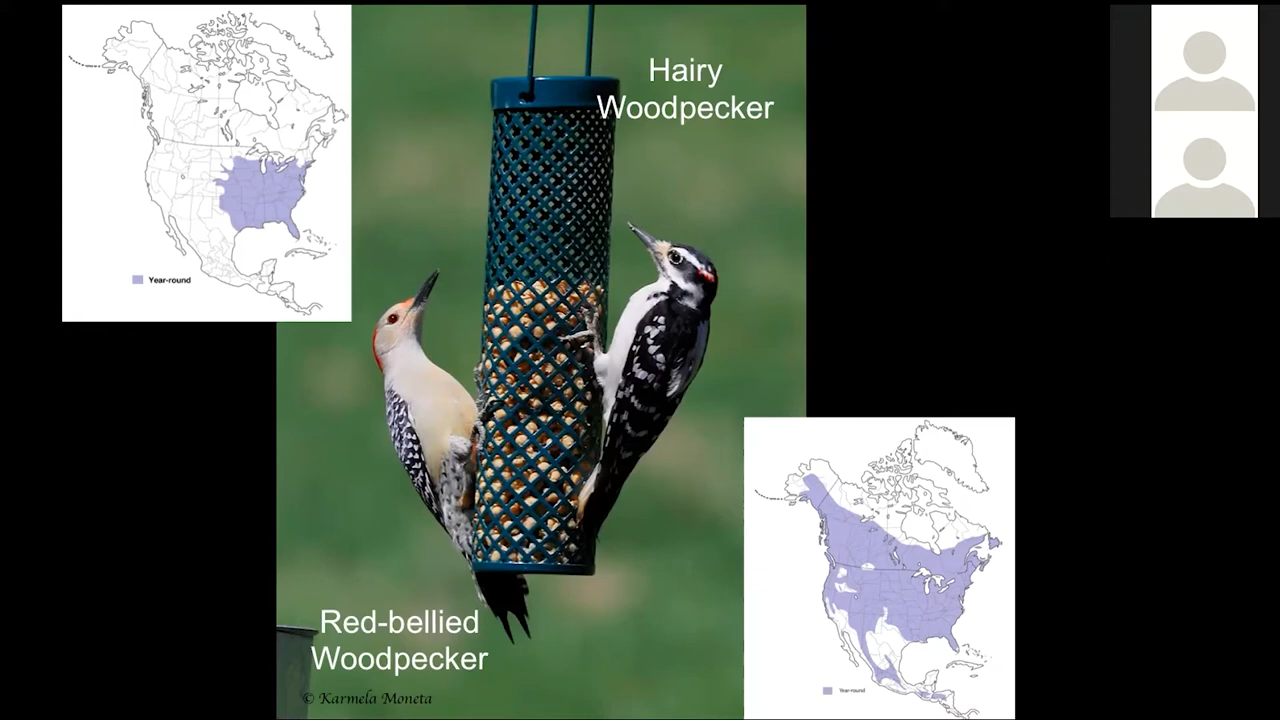 Hairy
Woodpecker
Year-round
Red-bellied
Woodpecker
© Karmela Moneta
Year-round